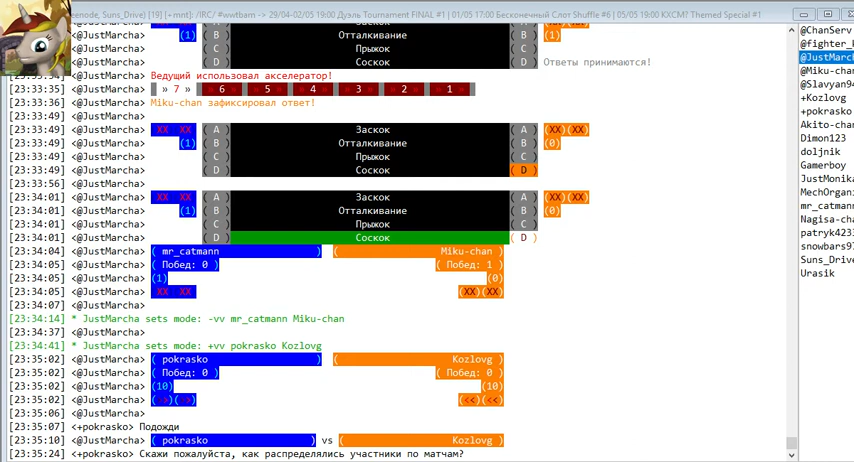 eenode, Suns_Drive) [19] [+mnt]: /IRC/ #wwtbam -> 29/04-02/05 19:00 Дуэль Tournament FINAL #1 | 01/05 17:00 Бесконечный Слот Shuffle #6 | 05/05 19:00 КХСМ? Themed Special #1
<@JustMarcha> Заскок
<@JustMarcha> (1) ( B ) Отталкивание ( B ) (1)
<@JustMarcha> ( C ) Прыжок ( C )
<@JustMarcha> ( D ) Соскок ( D ) Ответы принимаются!
[23:33:34] <@JustMarcha> Ведущий использовал акселератор!
[23:33:35] <@JustMarcha> » 7 » » 6 » » 5 » » 4 » » 3 » » 2 » » 1 »
[23:33:36] <@JustMarcha> Miku-chan зафиксировал ответ!
[23:33:49] <@JustMarcha>
[23:33:49] <@JustMarcha> XX XX ( A ) Заскок ( A ) (XX)(XX)
[23:33:49] <@JustMarcha> (1) ( B ) Отталкивание ( B ) (0)
[23:33:49] <@JustMarcha> ( C ) Прыжок ( C )
[23:33:49] <@JustMarcha> ( D ) Соскок ( D )
[23:33:56] <@JustMarcha>
[23:34:01] <@JustMarcha> XX XX ( A ) Заскок ( A ) (XX)(XX)
[23:34:01] <@JustMarcha> (1) ( B ) Отталкивание ( B ) (0)
[23:34:01] <@JustMarcha> ( C ) Прыжок ( C )
[23:34:01] <@JustMarcha> ( D ) Соскок ( D )
[23:34:04] <@JustMarcha> ( mr_catmann ) ( Miku-chan )
[23:34:05] <@JustMarcha> ( Побед: 0 ) ( Побед: 1 )
[23:34:05] <@JustMarcha> (1) (0)
[23:34:05] <@JustMarcha> XX XX (XX)(XX)
[23:34:07] <@JustMarcha>
[23:34:14] * JustMarcha sets mode: -vv mr_catmann Miku-chan
[23:34:37] <@JustMarcha>
[23:34:41] * JustMarcha sets mode: +vv pokrasko Kozlovg
[23:35:02] <@JustMarcha> ( pokrasko ) ( Kozlovg )
[23:35:02] <@JustMarcha> ( Побед: 0 ) ( Побед: 0 )
[23:35:02] <@JustMarcha> (10) (10)
[23:35:02] <@JustMarcha> (>>)(>>) (<<)(<<)
[23:35:06] <@JustMarcha>
[23:35:07] <+pokrasko> Подожди
[23:35:10] <@JustMarcha> ( pokrasko ) vs ( Kozlovg )
[23:35:24] <+pokrasko> Скажи пожалуйста, как распределялись участники по матчам?
@ChanServ
@fighter_
@JustMarch
@Miku-chan
@Slavyan94
+Kozlovg
+pokrasko
Akito-chan
Dimon123
doljnik
Gamerboy
JustMonika
MechOrgani
mr_catmann
Nagisa-cha
patryk4231
snowbars97
Suns_Drive
Urasik